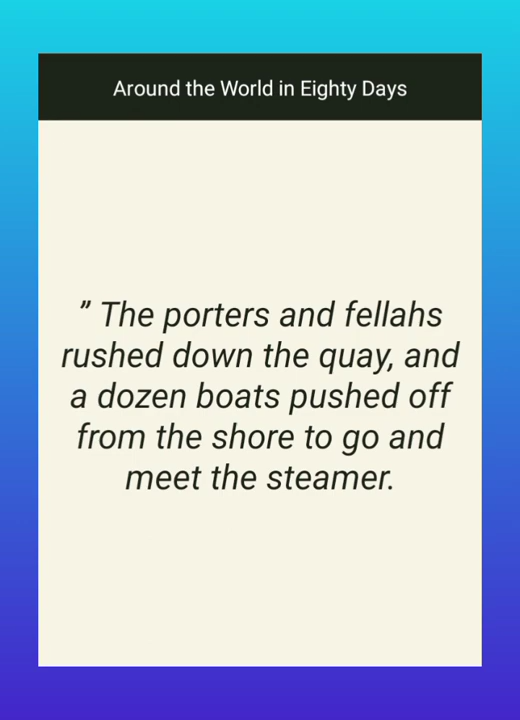 Around the World in Eighty Days
” The porters and fellahs
rushed down the quay, and
a dozen boats pushed off
from the shore to go and
meet the steamer.